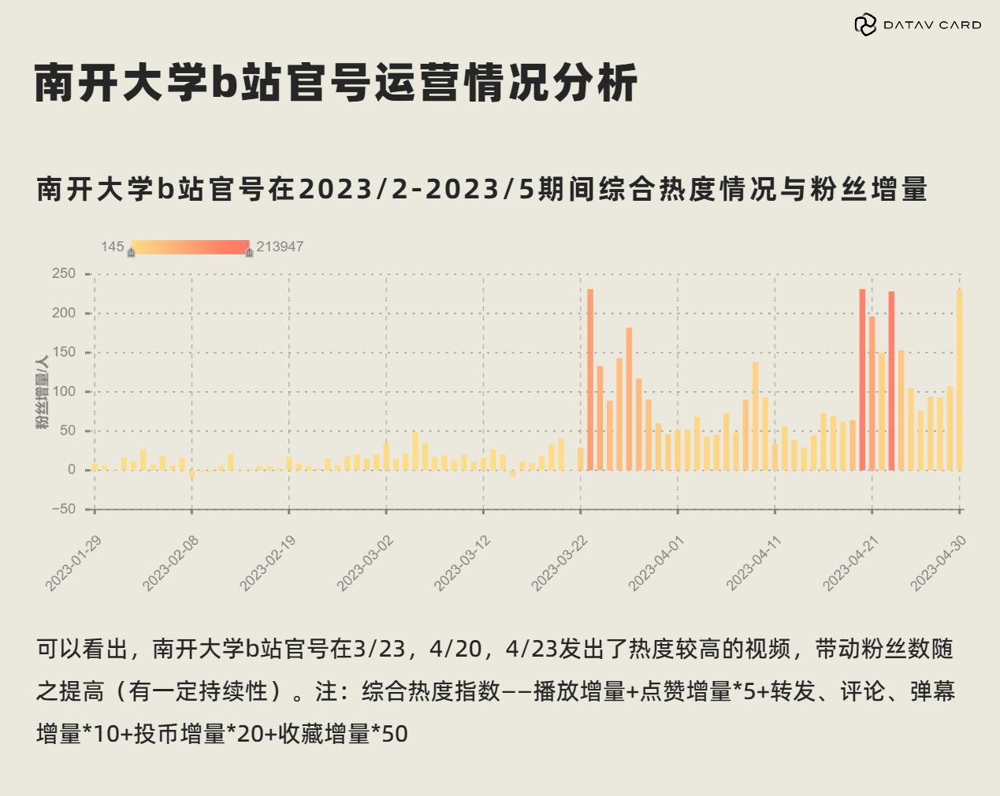 DATAV CARD
南开大学b站官号运营情况分析
南开大学b站官号在2023/2-2023/5期间综合热度情况与粉丝增量
145 213947
250
200
150
100
50
0
−50
粉丝增量/人
2023-01-29 2023-02-08 2023-02-19 2023-03-02 2023-03-12 2023-03-22 2023-04-01 2023-04-11 2023-04-21 2023-04-30
可以看出，南开大学b站官号在3/23，4/20，4/23发出了热度较高的视频，带动粉丝数随
之提高（有一定持续性）。注：综合热度指数——播放增量+点赞增量*5+转发、评论、弹幕
增量*10+投币增量*20+收藏增量*50